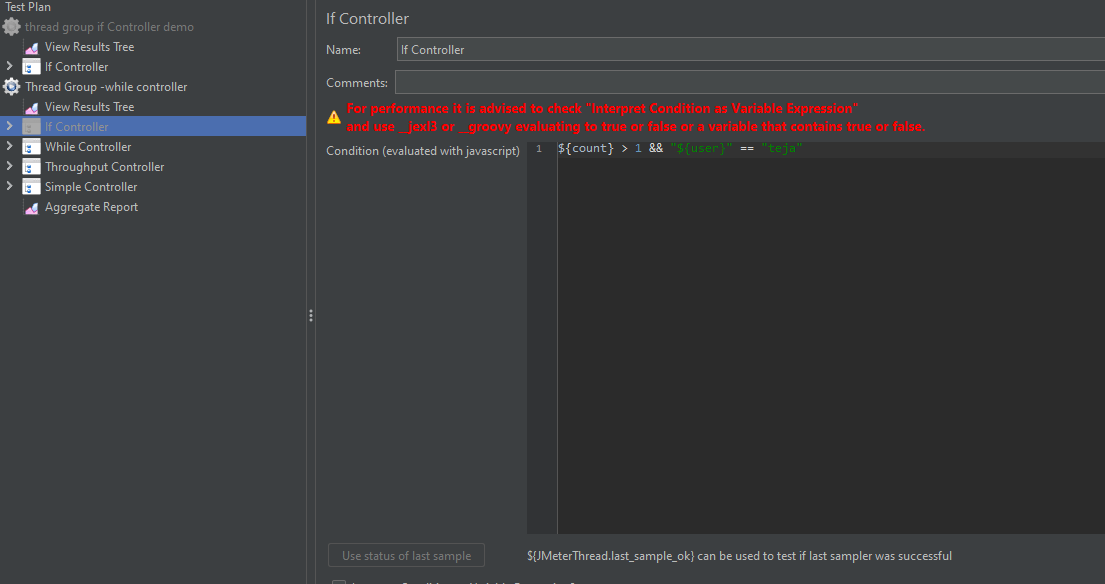 Test Plan
thread group if Controller demo
View Results Tree
If Controller
Thread Group -while controller
View Results Tree
If Controller
While Controller
Throughput Controller
Simple Controller
Aggregate Report
If Controller
Name: If Controller
Comments:
For performance it is advised to check "Interpret Condition as Variable Expression"
and use __jexl3 or __groovy evaluating to true or false or a variable that contains true or false.
Condition (evaluated with javascript) 1 ${count} > 1 && "${user}" == "teja"
Use status of last sample ${JMeterThread.last_sample_ok} can be used to test if last sampler was successful